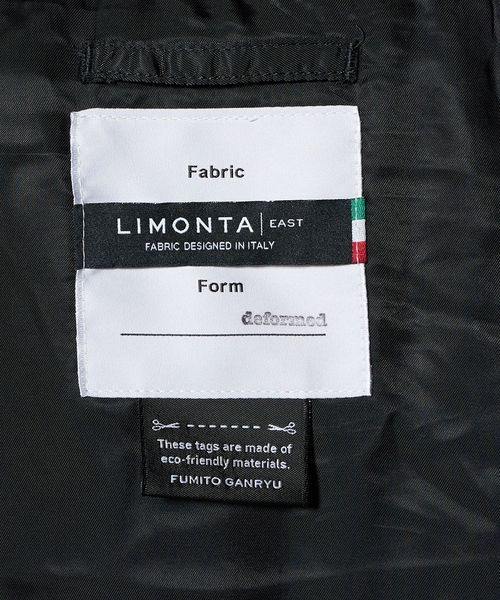 Fabric
LIMONTA | EAST
FABRIC DESIGNED IN ITALY
Form
deformed
These tags are made of
eco-friendly materials.
FUMITO GANRYU